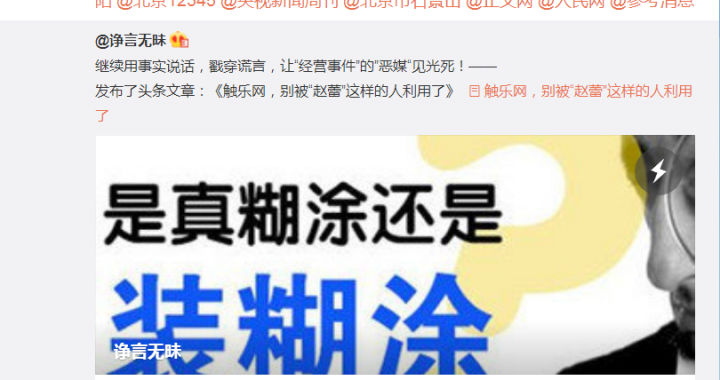 阳 @北京12345 @央视新闻周刊 @北京市石景山 @正义网 @人民网 @参考消息
@诤言无昧
继续用事实说话，戳穿谎言，让“经营事件”的“恶媒“见光死！——
发布了头条文章：《触乐网，别被“赵蕾”这样的人利用了》 触乐网，别被“赵蕾”这样的人利用
了
是真糊涂还是
装糊涂
诤言无昧